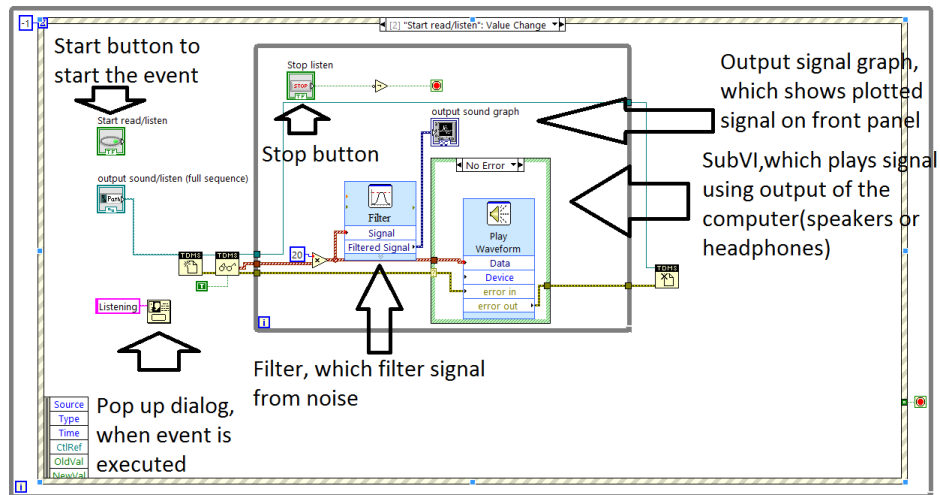 -1
[2] "Start read/listen": Value Change
Start button to
start the event
Start read/listen
output sound/listen (full sequence)
Path
TDMS
TDMS
T
Listening
Pop up dialog,
when event is
executed
Source
Type
Time
CtlRef
OldVal
NewVal
i
Stop listen
STOP
TF
Stop button
20
Filter
Signal
Filtered Signal
Filter, which filter signal
from noise
i
output sound graph
No Error
Play
Waveform
Data
Device
error in
error out
TDMS
Output signal graph,
which shows plotted
signal on front panel
SubVI,which plays signal
using output of the
computer(speakers or
headphones)